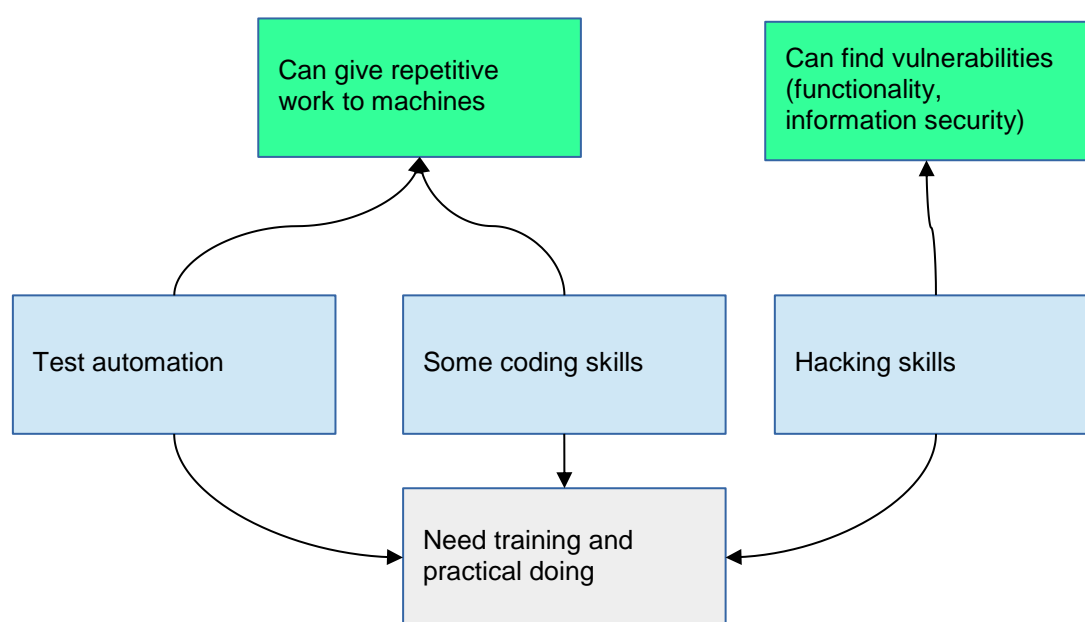 Can give repetitive
work to machines
Can find vulnerabilities
(functionality,
information security)
Test automation
Some coding skills
Hacking skills
Need training and
practical doing